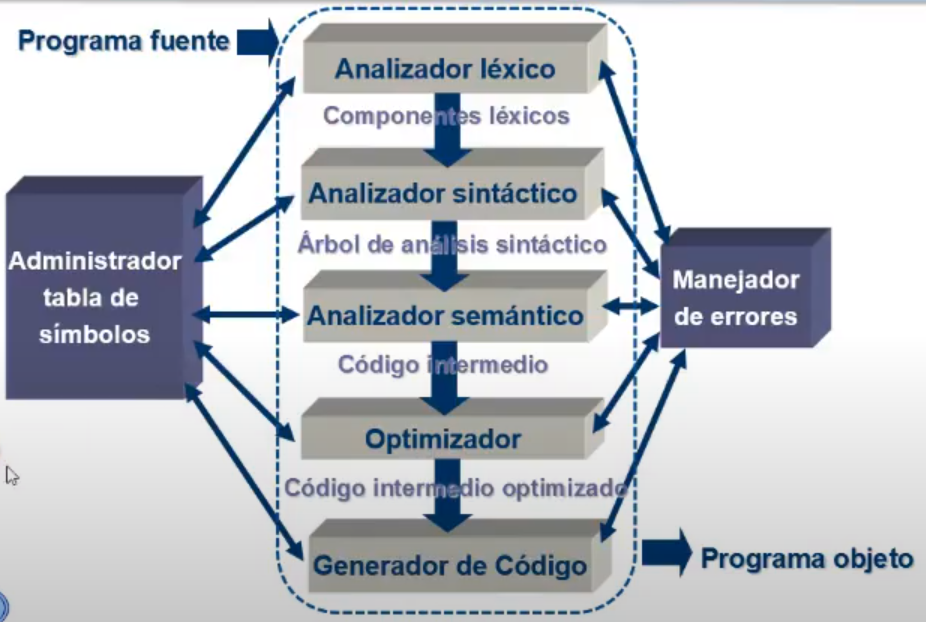 Programa fuente
Analizador léxico
Componentes léxicos
Analizador sintáctico
Árbol de análisis sintáctico
Administrador
tabla de
símbolos
Manejador
de errores
Analizador semántico
Código intermedio
Optimizador
Código intermedio optimizado
Generador de Código
Programa objeto